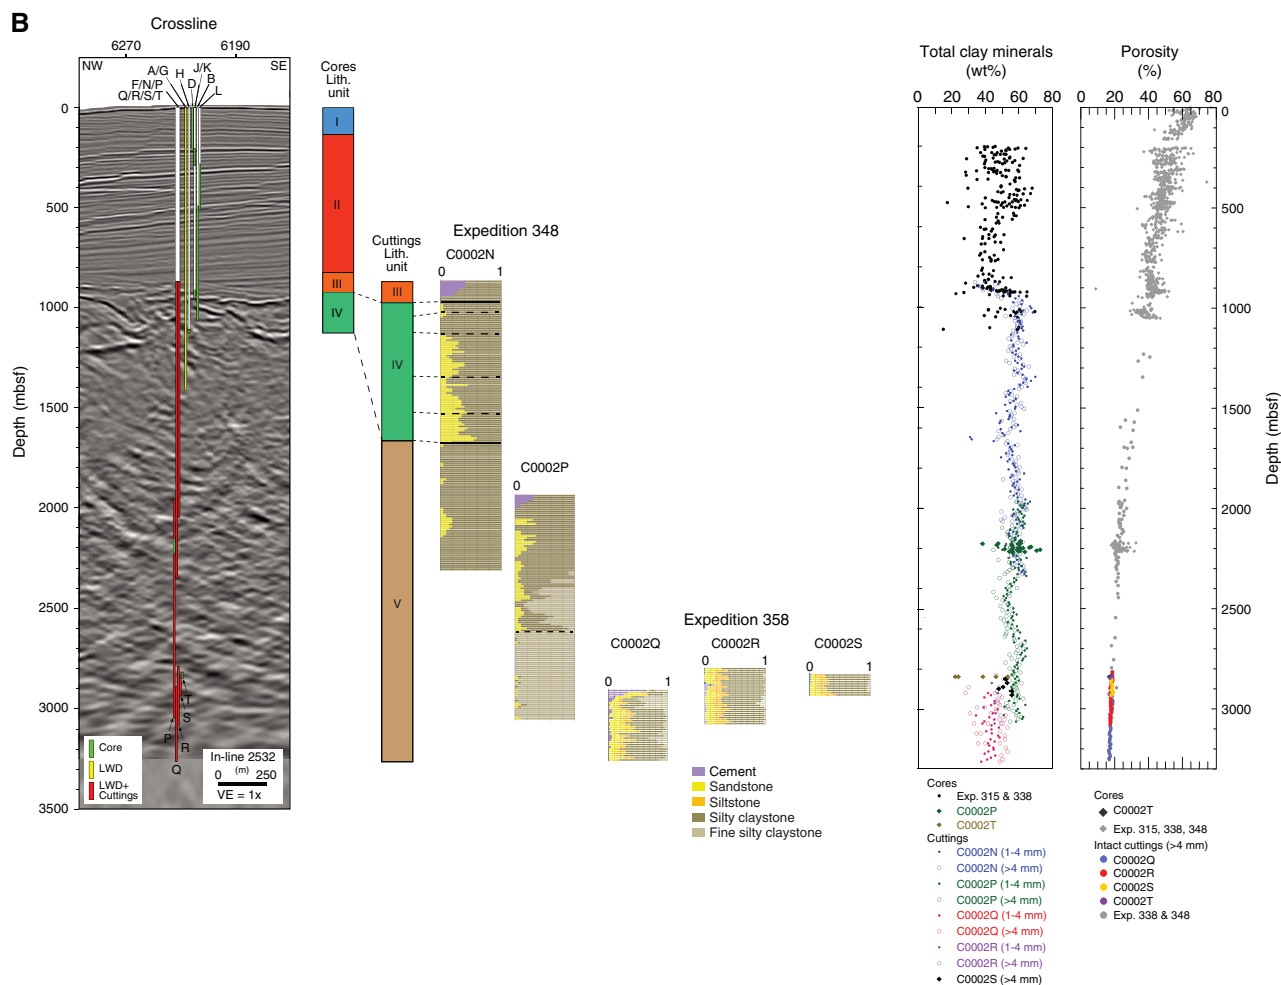 B
Crossline
6270
6190
NW
SE
A/G
H
J/K
F/N/P
D
B
Q/R/S/T
L
Depth (mbsf)
0
500
1000
1500
2000
2500
3000
3500
T
S
P
R
Q
Core
LWD
LWD+
Cuttings
In-line 2532
0 (m) 250
VE = 1x
Cores
Lith.
unit
I
II
III
IV
Cuttings
Lith.
unit
III
IV
V
Expedition 348
C0002N
0 1
C0002P
0
Expedition 358
C0002Q
0 1
C0002R
0 1
C0002S
0 1
Cement
Sandstone
Siltstone
Silty claystone
Fine silty claystone
Total clay minerals
(wt%)
0 20 40 60 80
Cores
Exp. 315 & 338
C0002P
C0002T
Cuttings
C0002N (1-4 mm)
C0002N (>4 mm)
C0002P (1-4 mm)
C0002P (>4 mm)
C0002Q (1-4 mm)
C0002Q (>4 mm)
C0002R (1-4 mm)
C0002R (>4 mm)
C0002S (>4 mm)
Porosity
(%)
0 20 40 60 80
0
500
1000
1500
2000
2500
3000
Depth (mbsf)
Cores
C0002T
Exp. 315, 338, 348
Intact cuttings (>4 mm)
C0002Q
C0002R
C0002S
C0002T
Exp. 338 & 348